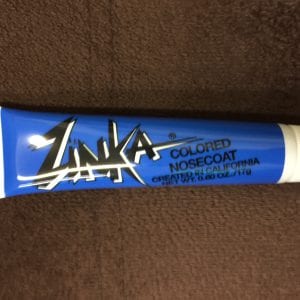 ZINKA®
COLORED
NOSECOAT
CREATED IN CALIFORNIA
NET WT. 0.60 OZ./17g